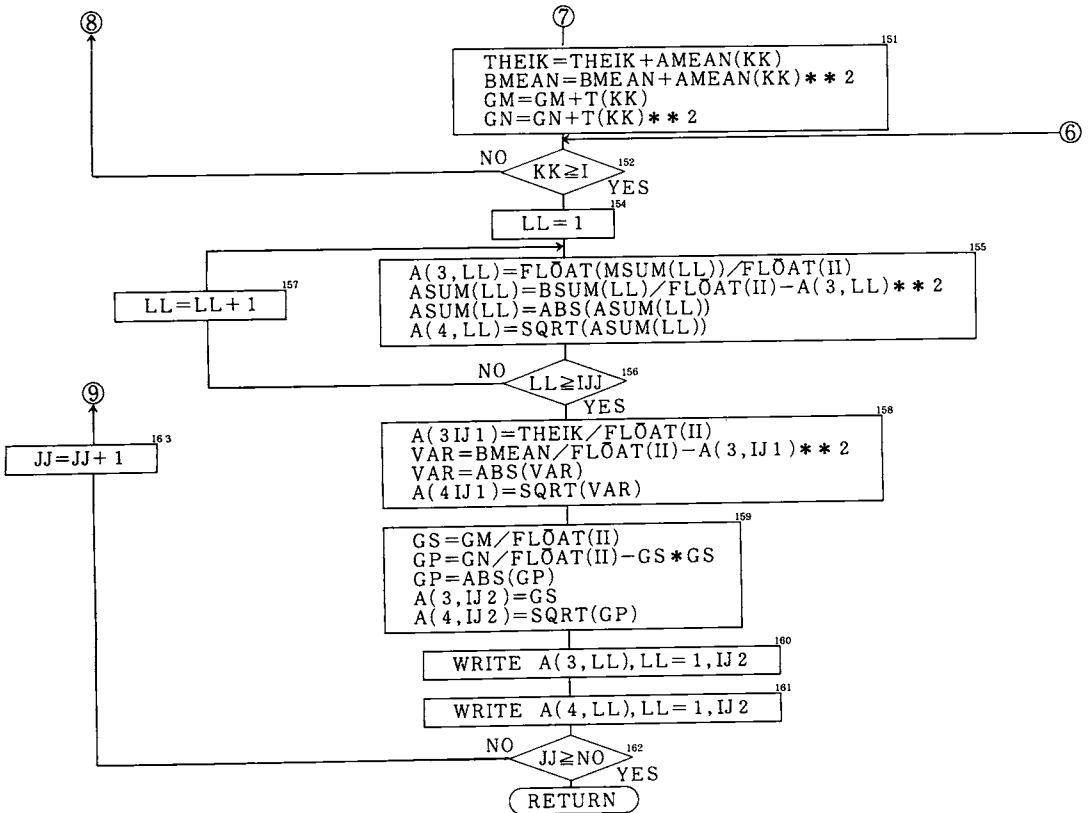 ⑧
⑦
151
THEIK=THEIK+AMEAN(KK)
BMEAN=BMEAN+AMEAN(KK)**2
GM=GM+T(KK)
GN=GN+T(KK)**2
⑥
NO
KK≧I
152
YES
154
LL=1
155
A(3,LL)=FLŌAT(MSUM(LL))/FLŌAT(II)
ASUM(LL)=BSUM(LL)/FLŌAT(II)-A(3,LL)**2
ASUM(LL)=ABS(ASUM(LL))
A(4,LL)=SQRT(ASUM(LL))
157
LL=LL+1
NO
LL≧IJJ
156
YES
⑨
163
JJ=JJ+1
158
A(3IJ1)=THEIK/FLŌAT(II)
VAR=BMEAN/FLŌAT(II)-A(3,IJ1)**2
VAR=ABS(VAR)
A(4IJ1)=SQRT(VAR)
159
GS=GM/FLŌAT(II)
GP=GN/FLŌAT(II)-GS*GS
GP=ABS(GP)
A(3,IJ2)=GS
A(4,IJ2)=SQRT(GP)
160
WRITE A(3,LL),LL=1,IJ2
161
WRITE A(4,LL),LL=1,IJ2
NO
JJ≧NO
162
YES
RETURN